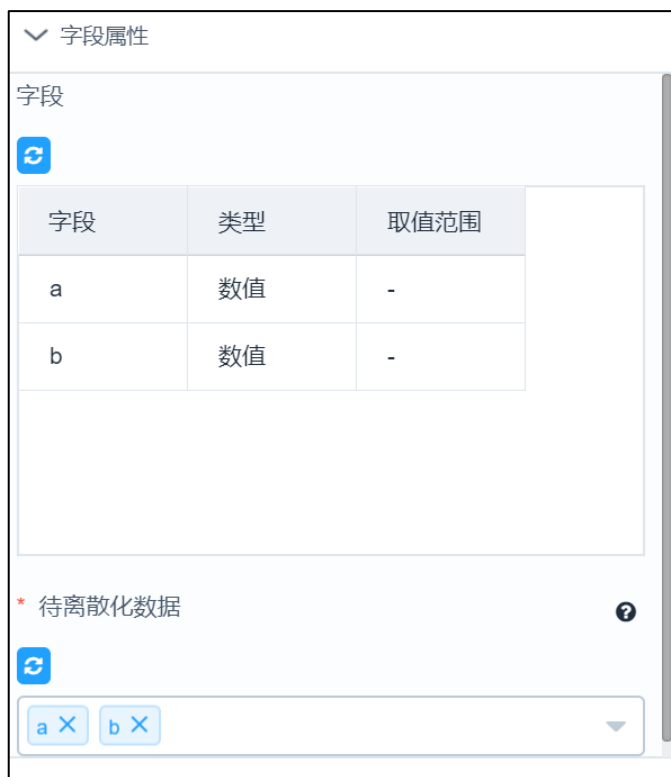 字段属性
字段
字段 类型 取值范围
a 数值 -
b 数值 -
* 待离散化数据
a b